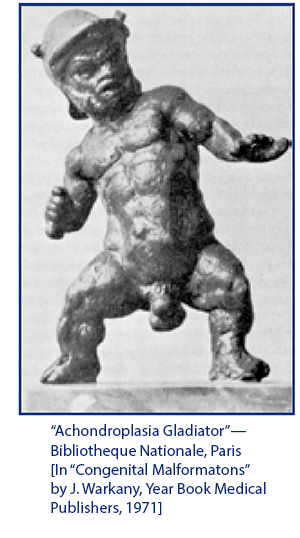 “Achondroplasia Gladiator”—
Bibliotheque Nationale, Paris
[In “Congenital Malformatons”
by J. Warkany, Year Book Medical
Publishers, 1971]